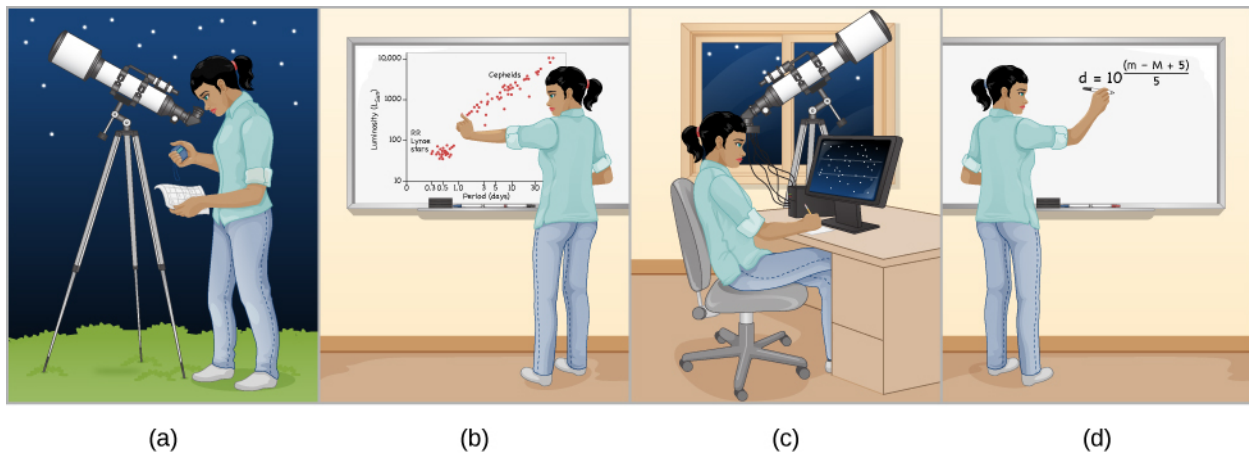 10,000
Cepheids
1000
Luminosity (LSun)
100
RR
Lyrae
stars
10
0 0.3 0.5 1.0 3 5 10 30
Period (days)
d = 10 (m – M + 5)
5
(a) (b) (c) (d)